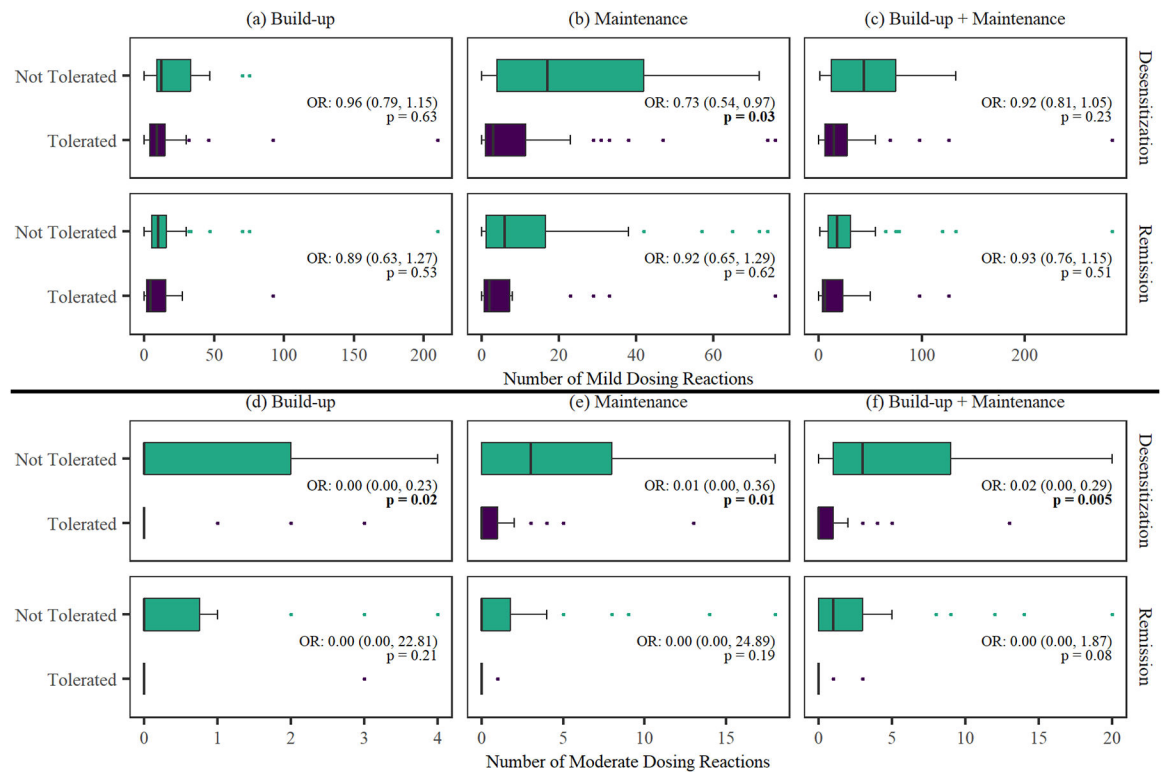 (a) Build-up
(b) Maintenance
(c) Build-up + Maintenance
Not Tolerated
Tolerated
OR: 0.96 (0.79, 1.15)
p = 0.63
OR: 0.73 (0.54, 0.97)
p = 0.03
OR: 0.92 (0.81, 1.05)
p = 0.23
Desensitization
Not Tolerated
Tolerated
OR: 0.89 (0.63, 1.27)
p = 0.53
OR: 0.92 (0.65, 1.29)
p = 0.62
OR: 0.93 (0.76, 1.15)
p = 0.51
Remission
0 50 100 150 200
0 20 40 60
0 100 200
Number of Mild Dosing Reactions
(d) Build-up
(e) Maintenance
(f) Build-up + Maintenance
Not Tolerated
Tolerated
OR: 0.00 (0.00, 0.23)
p = 0.02
OR: 0.01 (0.00, 0.36)
p = 0.01
OR: 0.02 (0.00, 0.29)
p = 0.005
Desensitization
Not Tolerated
Tolerated
OR: 0.00 (0.00, 22.81)
p = 0.21
OR: 0.00 (0.00, 24.89)
p = 0.19
OR: 0.00 (0.00, 1.87)
p = 0.08
Remission
0 1 2 3 4
0 5 10 15
0 5 10 15 20
Number of Moderate Dosing Reactions